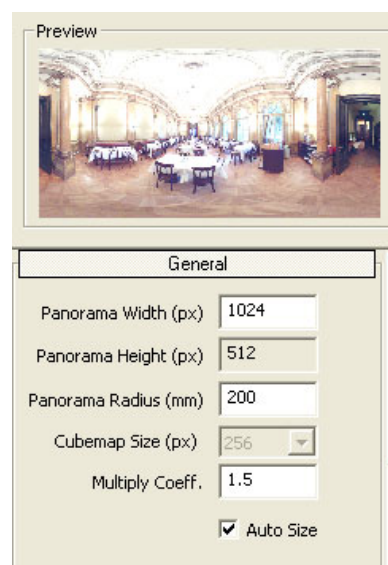 Preview
General
Panorama Width (px) 1024
Panorama Height (px) 512
Panorama Radius (mm) 200
Cubemap Size (px) 256
Multiply Coeff. 1.5
Auto Size